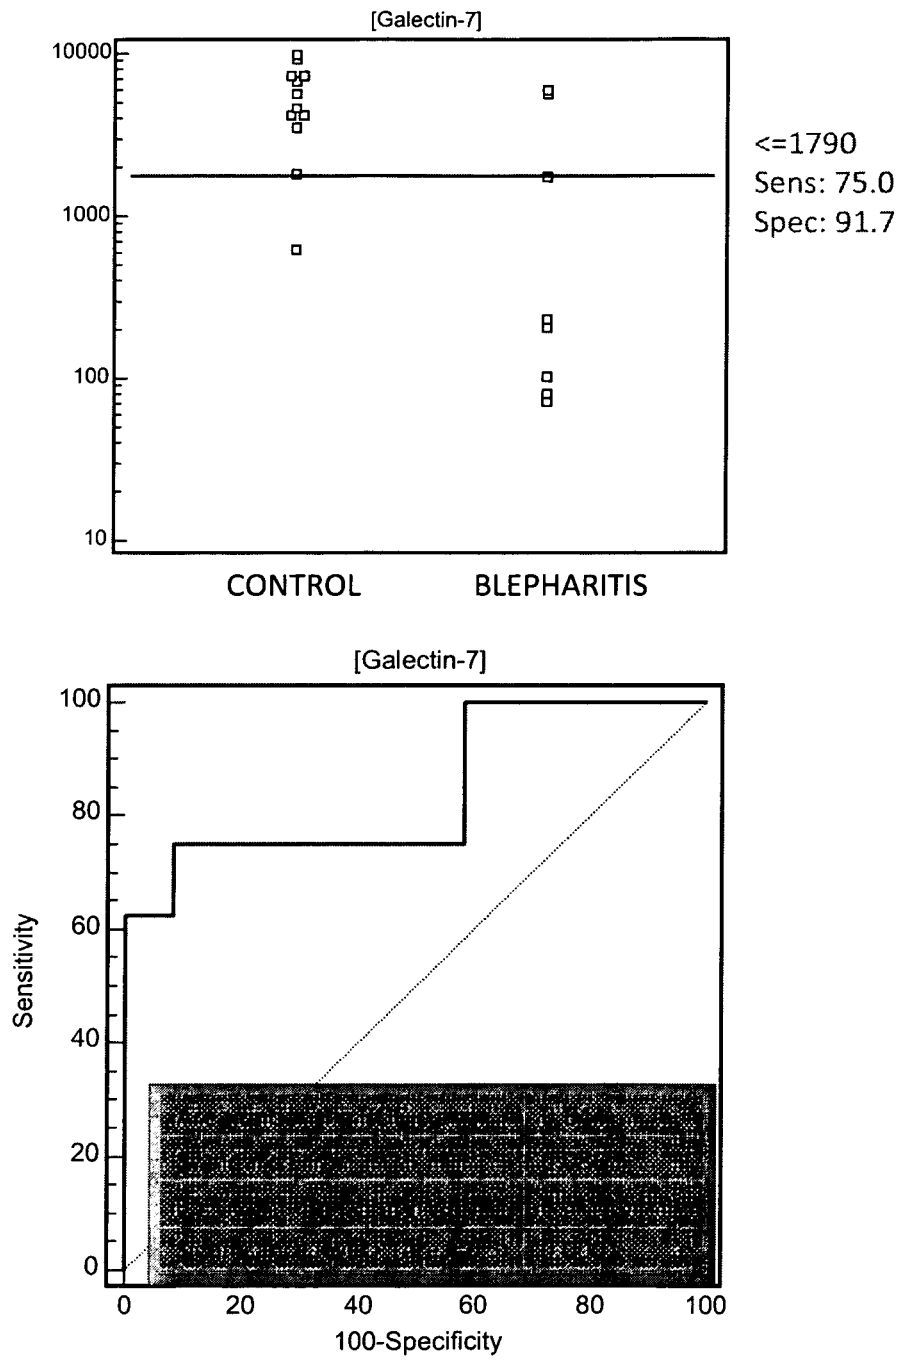 [Galectin-7]
10000
1000
100
10
<=1790
Sens: 75.0
Spec: 91.7
CONTROL BLEPHARITIS
[Galectin-7]
100
80
60
40
20
0
Sensitivity
0 20 40 60 80 100
100-Specificity